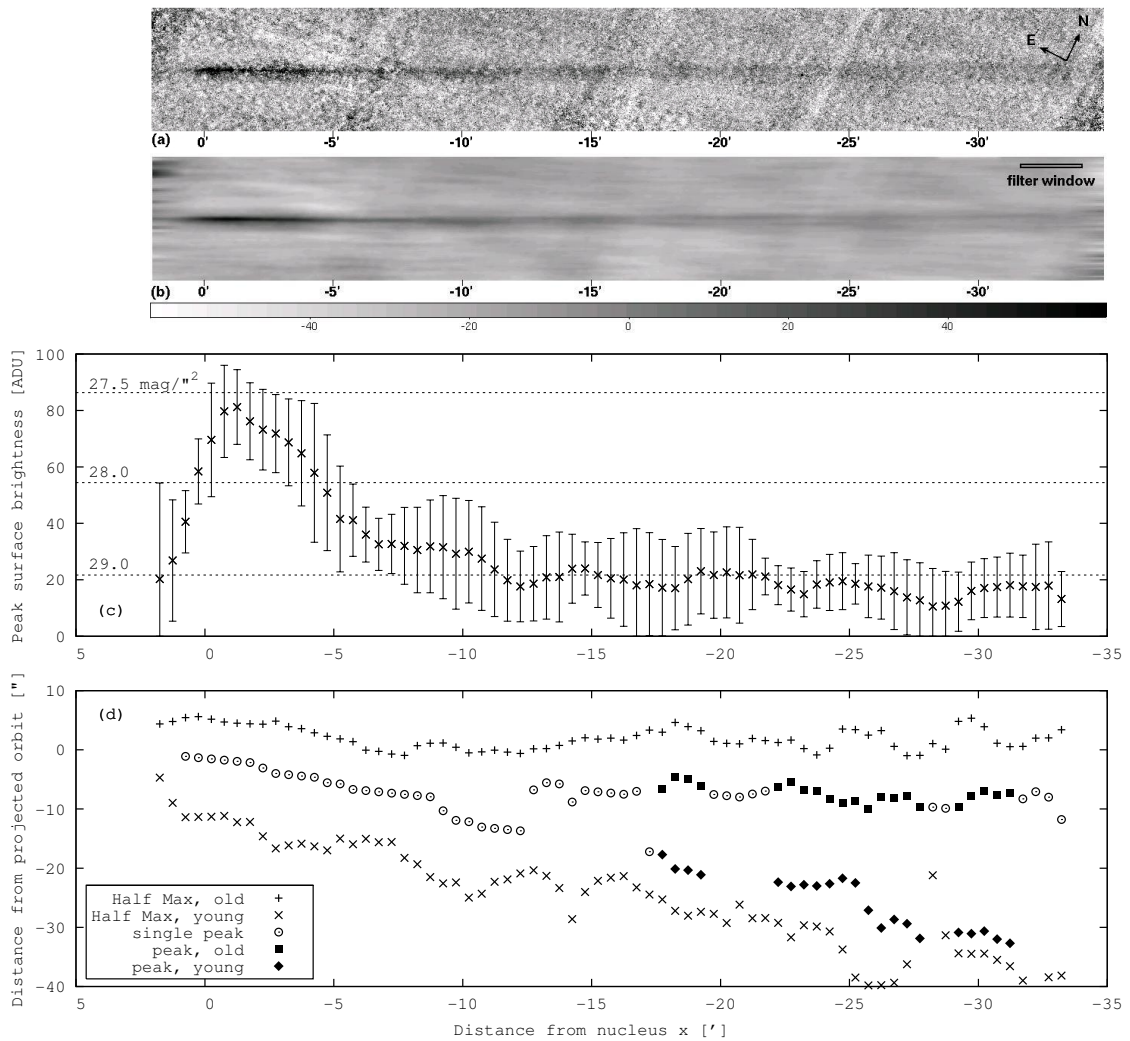 N
E
(a) 0' -5' -10' -15' -20' -25' -30'
filter window
(b) 0' -5' -10' -15' -20' -25' -30'
-40 -20 0 20 40
Peak surface brightness [ADU]
100
80
60
40
20
0
27.5 mag/"2
28.0
29.0
(c)
5 0 -5 -10 -15 -20 -25 -30 -35
Distance from projected orbit ["]
10
0
-10
-20
-30
-40
(d)
Half Max, old
Half Max, young
single peak
peak, old
peak, young
5 0 -5 -10 -15 -20 -25 -30 -35
Distance from nucleus x [']